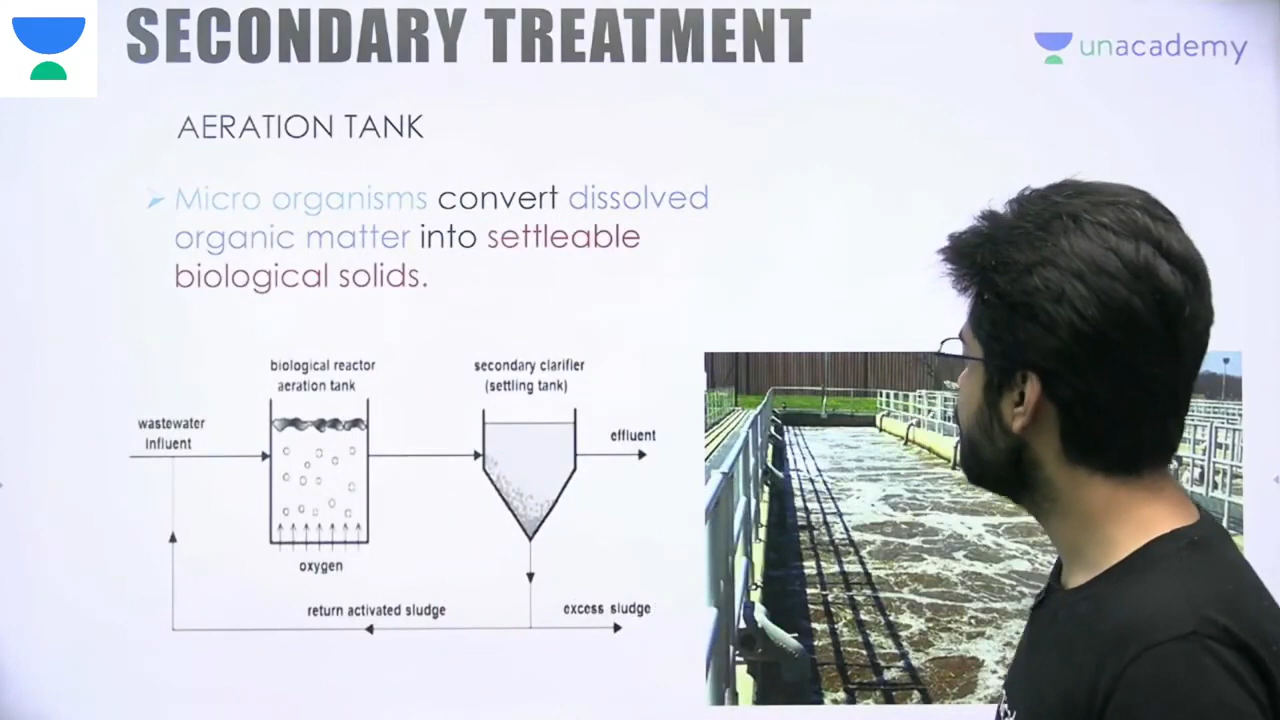 SECONDARY TREATMENT
unacademy
AERATION TANK
Micro organisms convert dissolved
organic matter into settleable
biological solids.
biological reactor
aeration tank
secondary clarifier
(settling tank)
wastewater
influent
effluent
oxygen
return activated sludge
excess sludge